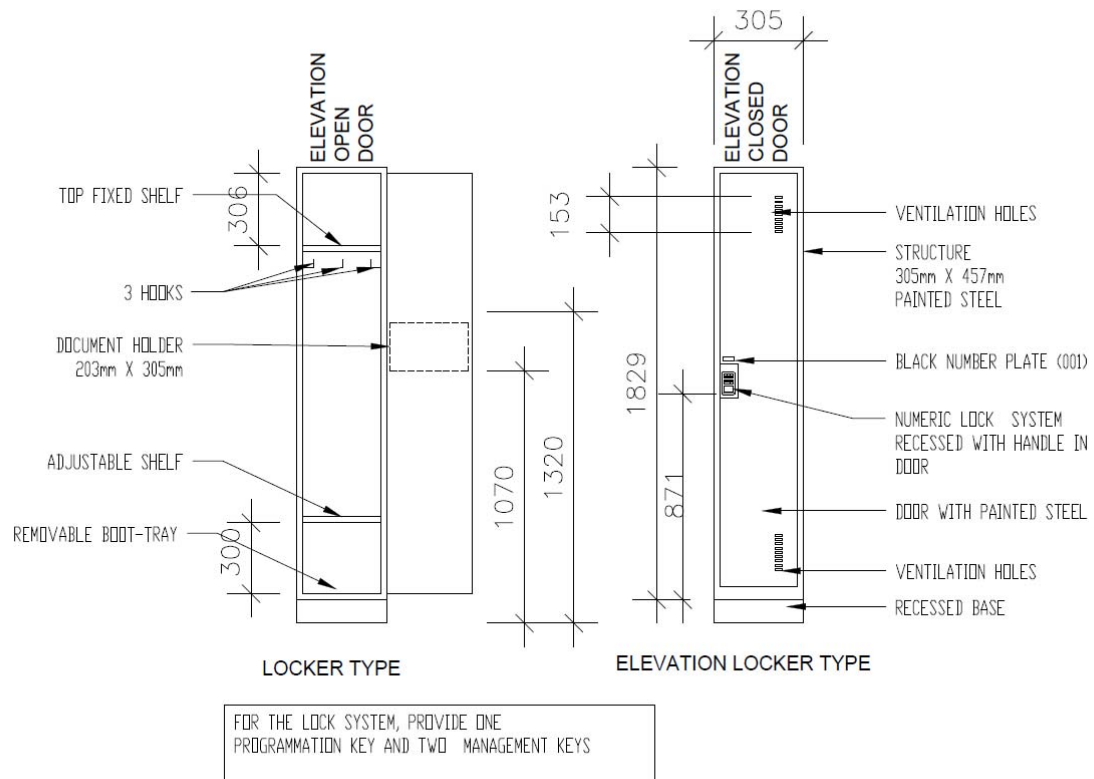 305
ELEVATION
OPEN
DOOR
ELEVATION
CLOSED
DOOR
TOP FIXED SHELF
306
153
VENTILATION HOLES
STRUCTURE
305mm X 457mm
PAINTED STEEL
3 HOOKS
DOCUMENT HOLDER
203mm X 305mm
1829
BLACK NUMBER PLATE (001)
NUMERIC LOCK SYSTEM
RECESSED WITH HANDLE IN
DOOR
ADJUSTABLE SHELF
1070
1320
871
DOOR WITH PAINTED STEEL
REMOVABLE BOOT-TRAY
300
VENTILATION HOLES
RECESSED BASE
LOCKER TYPE
ELEVATION LOCKER TYPE
FOR THE LOCK SYSTEM, PROVIDE ONE
PROGRAMMATION KEY AND TWO MANAGEMENT KEYS